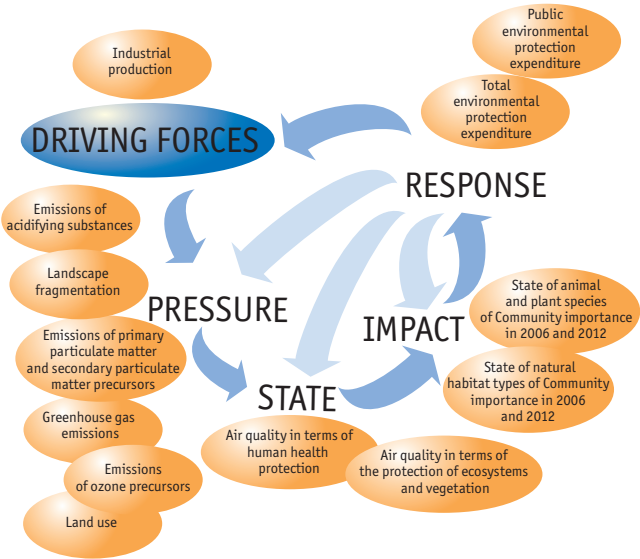 Public
environmental
protection
expenditure
Industrial
production
Total
environmental
protection
expenditure
DRIVING FORCES
RESPONSE
Emissions of
acidifying substances
Landscape
fragmentation
PRESSURE
IMPACT
State of animal
and plant species
of Community importance
in 2006 and 2012
Emissions of primary
particulate matter
and secondary particulate
matter precursors
State of natural
habitat types of Community
importance in 2006
and 2012
STATE
Greenhouse gas
emissions
Air quality in terms of
human health
protection
Air quality in terms of
the protection of ecosystems
and vegetation
Emissions
of ozone precursors
Land use